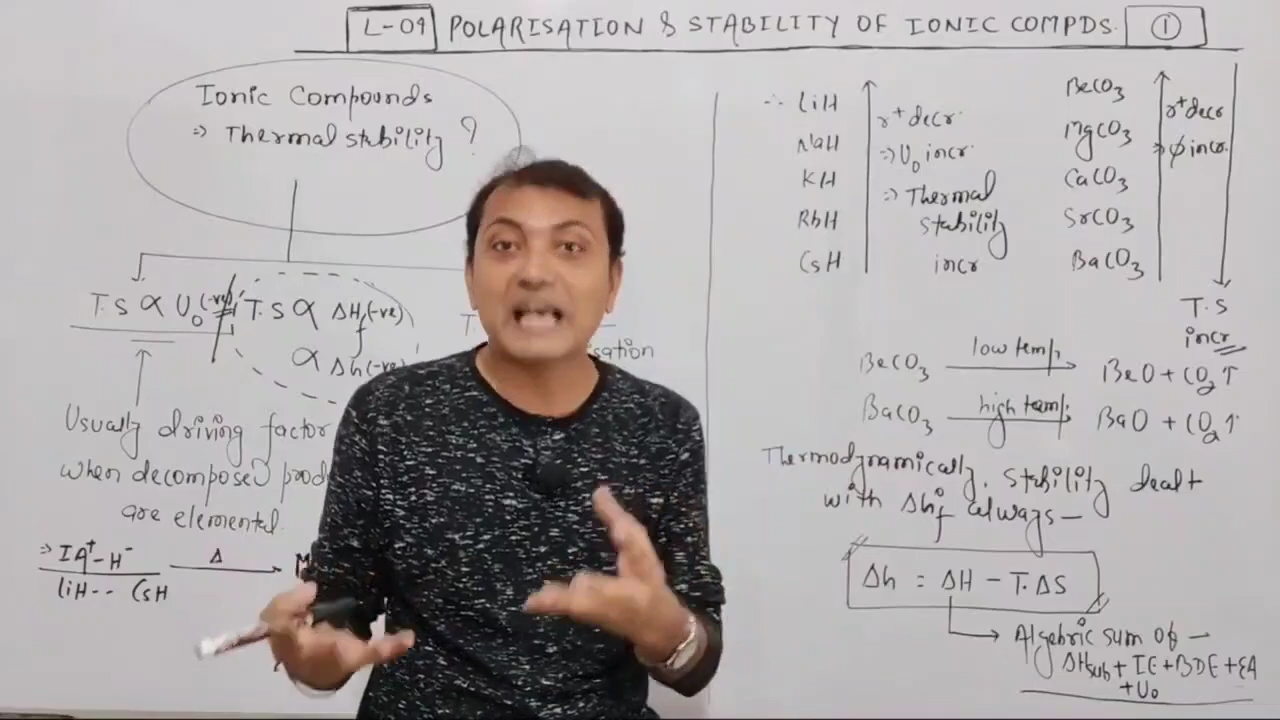 L-09 POLARISATION & STABILITY OF IONIC COMPDS. ①
Ionic Compounds
⇒ Thermal stability ?
T.S ∝ U₀(-ve)
T.S ∝ ΔHf(-ve)
∝ Δh(-ve)
Usually driving factor
when decomposed
are elemental.
⇒ IA⁺-H⁻ Δ →
LiH-- CsH
∴ LiH
NaH
KH
RbH
CsH
r⁺ decr.
⇒ U₀ incr.
⇒ Thermal
stability
incr
BeCO₃
MgCO₃
CaCO₃
SrCO₃
BaCO₃
r⁺ decr
⇒ φ incr.
T.S
incr
BeCO₃ low temp. → BeO + CO₂↑
BaCO₃ high temp. → BaO + CO₂↑
Thermodynamically, stability dealt
with Δhf always –
Δh = ΔH – T.ΔS
→ Algebric sum of –
ΔHsub + IE + BDE + EA
+ U₀